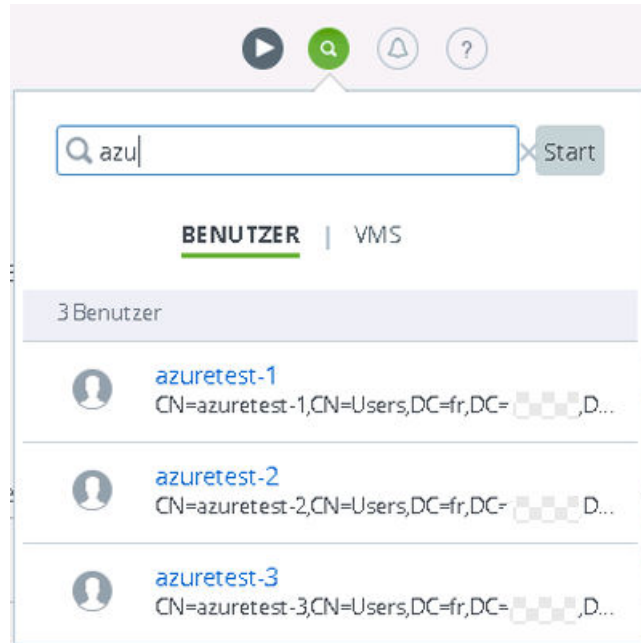 ?
azu
Start
BENUTZER | VMS
3 Benutzer
azuretest-1
CN=azuretest-1,CN=Users,DC=fr,DC= ,D...
azuretest-2
CN=azuretest-2,CN=Users,DC=fr,DC= ,D...
azuretest-3
CN=azuretest-3,CN=Users,DC=fr,DC= ,D...